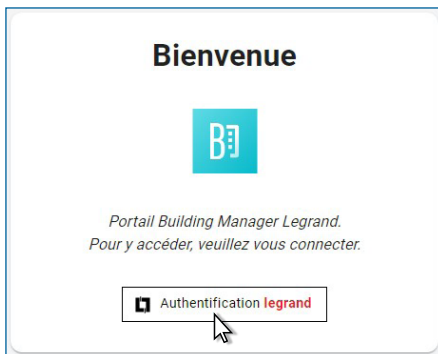 Bienvenue
B
Portail Building Manager Legrand.
Pour y accéder, veuillez vous connecter.
Authentification legrand